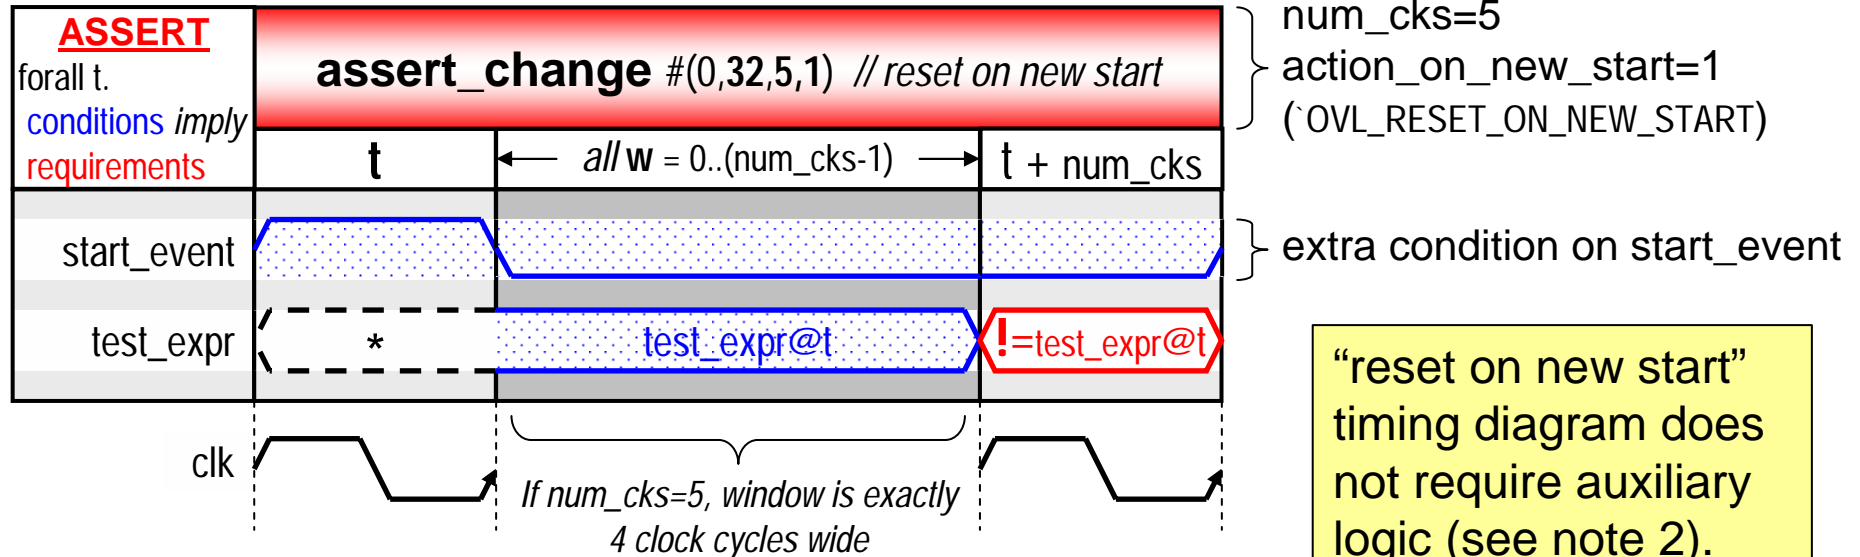 ASSERT
forall t.
conditions imply
requirements
assert_change #(0,32,5,1) // reset on new start
num_cks=5
action_on_new_start=1
(`OVL_RESET_ON_NEW_START)
t
all w = 0..(num_cks-1)
t + num_cks
start_event
extra condition on start_event
test_expr
*
test_expr@t
!=test_expr@t
clk
If num_cks=5, window is exactly
4 clock cycles wide
“reset on new start”
timing diagram does
not require auxiliary
logic (see note 2).